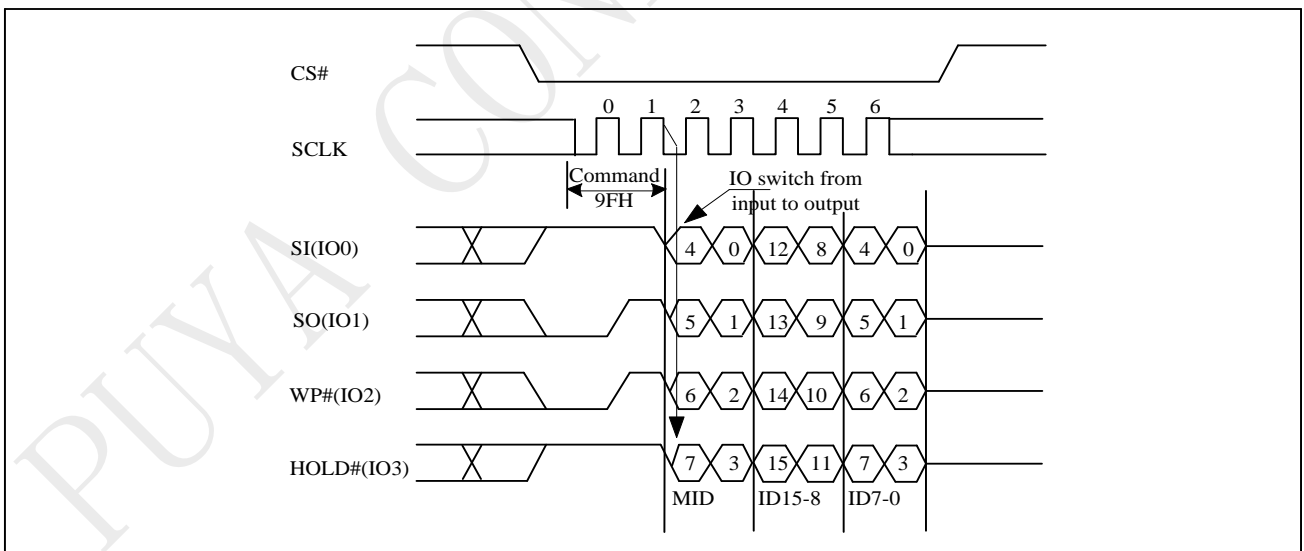 CS#
0 1 2 3 4 5 6
SCLK
Command
9FH
IO switch from
input to output
SI(IO0)
4 0 12 8 4 0
SO(IO1)
5 1 13 9 5 1
WP#(IO2)
6 2 14 10 6 2
HOLD#(IO3)
7 3 15 11 7 3
MID ID15-8 ID7-0
PUYA CON